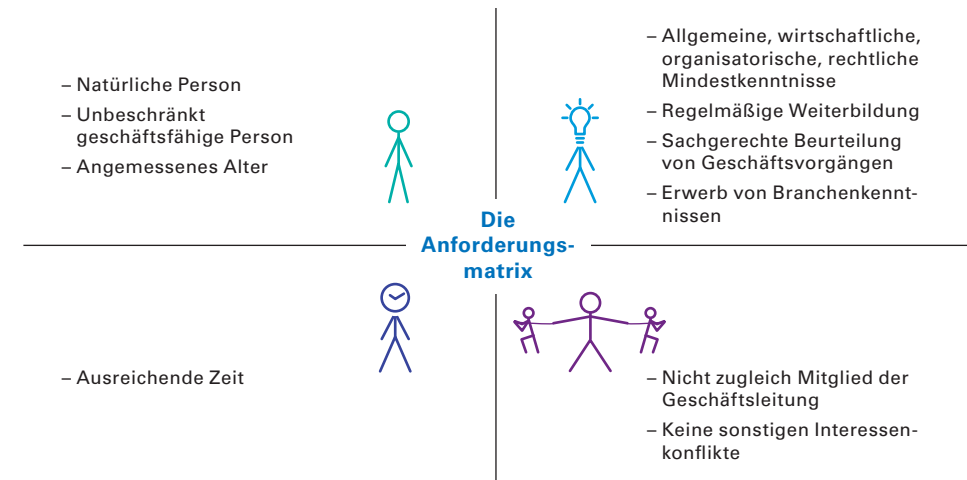 – Natürliche Person
– Unbeschränkt
geschäftsfähige Person
– Angemessenes Alter
– Allgemeine, wirtschaftliche,
organisatorische, rechtliche
Mindestkenntnisse
– Regelmäßige Weiterbildung
– Sachgerechte Beurteilung
von Geschäftsvorgängen
– Erwerb von Branchenkennt-
nissen
Die
Anforderungs-
matrix
– Ausreichende Zeit
– Nicht zugleich Mitglied der
Geschäftsleitung
– Keine sonstigen Interessen-
konflikte